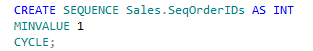 CREATE SEQUENCE Sales.SeqOrderIDs AS INT
MINVALUE 1
CYCLE;